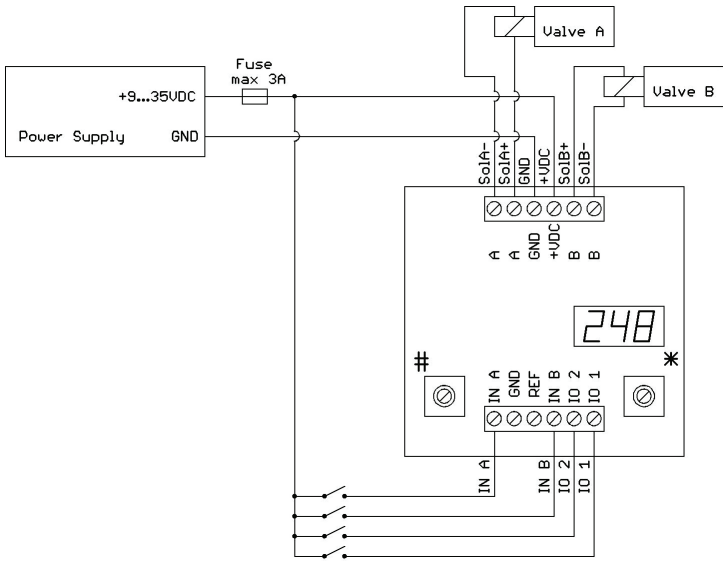 Valve A
Fuse
max 3A
+9...35VDC
Valve B
Power Supply
GND
SolA-
SolA+
GND
+VDC
SolB+
SolB-
A
A
GND
+VDC
B
B
248
#
*
IN A
GND
REF
IN B
IO 2
IO 1
IN A
IN B
IO 2
IO 1